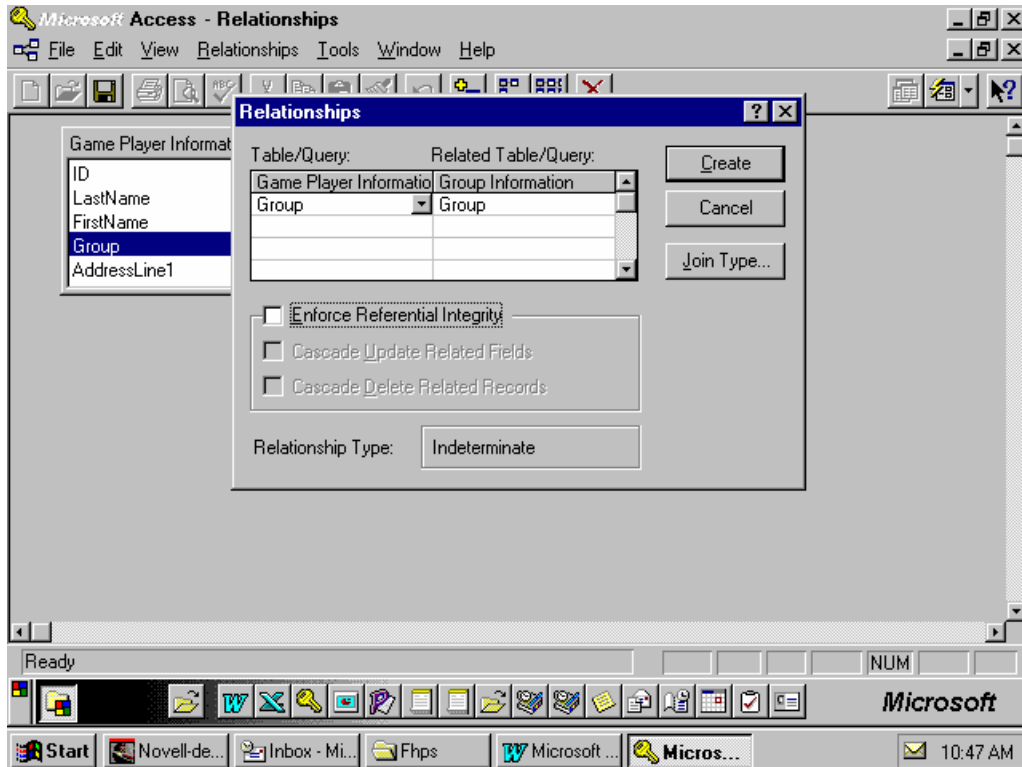 Microsoft Access - Relationships
File Edit View Relationships Tools Window Help
ABC
Relationships
Game Player Informat
ID
LastName
FirstName
Group
AddressLine1
Table/Query: Related Table/Query:
Game Player Informatio Group Information
Group Group
Create
Cancel
Join Type...
Enforce Referential Integrity
Cascade Update Related Fields
Cascade Delete Related Records
Relationship Type: Indeterminate
Ready NUM
Microsoft
Start Novell-de... Inbox - Mi... Fhps Microsoft ... Micros... 10:47 AM